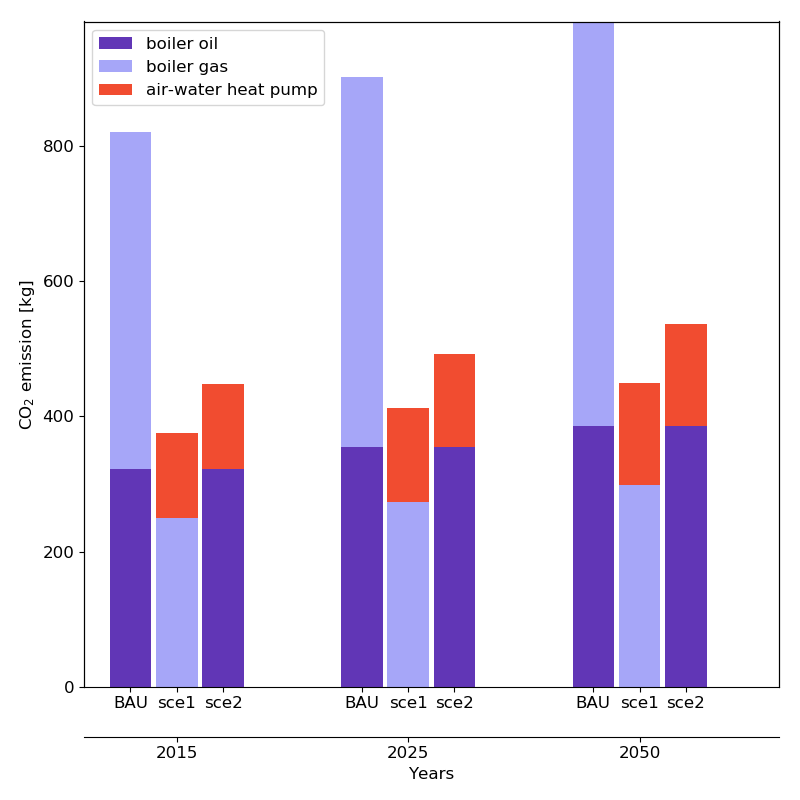 boiler oil
boiler gas
air-water heat pump
800
600
400
200
0
CO₂ emission [kg]
BAU sce1 sce2 BAU sce1 sce2 BAU sce1 sce2
2015 2025 2050
Years